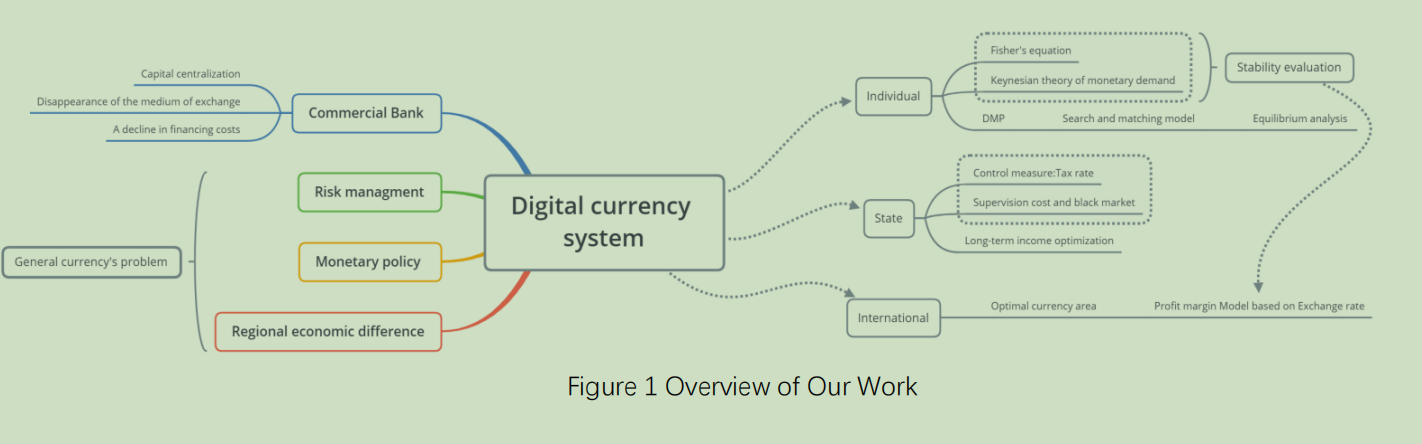 Capital centralization
Disappearance of the medium of exchange
A decline in financing costs
Commercial Bank
Risk managment
Monetary policy
Regional economic difference
General currency's problem
Digital currency
system
Individual
Fisher's equation
Keynesian theory of monetary demand
DMP Search and matching model Equilibrium analysis
Stability evaluation
State
Control measure:Tax rate
Supervision cost and black market
Long-term income optimization
International
Optimal currency area Profit margin Model based on Exchange rate
Figure 1 Overview of Our Work